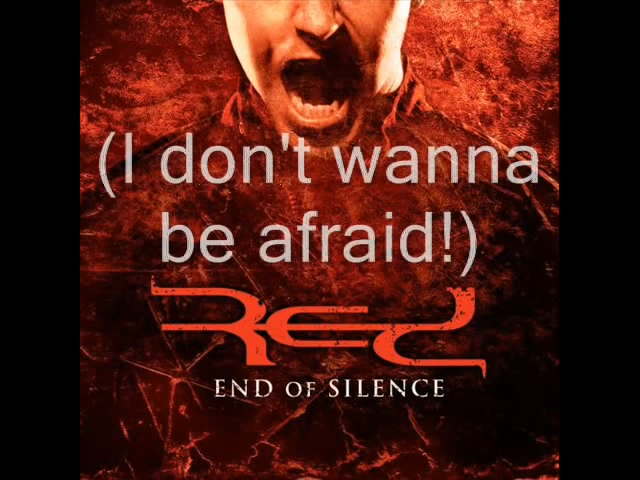 (I don't wanna
be afraid!)
RED
END OF SILENCE